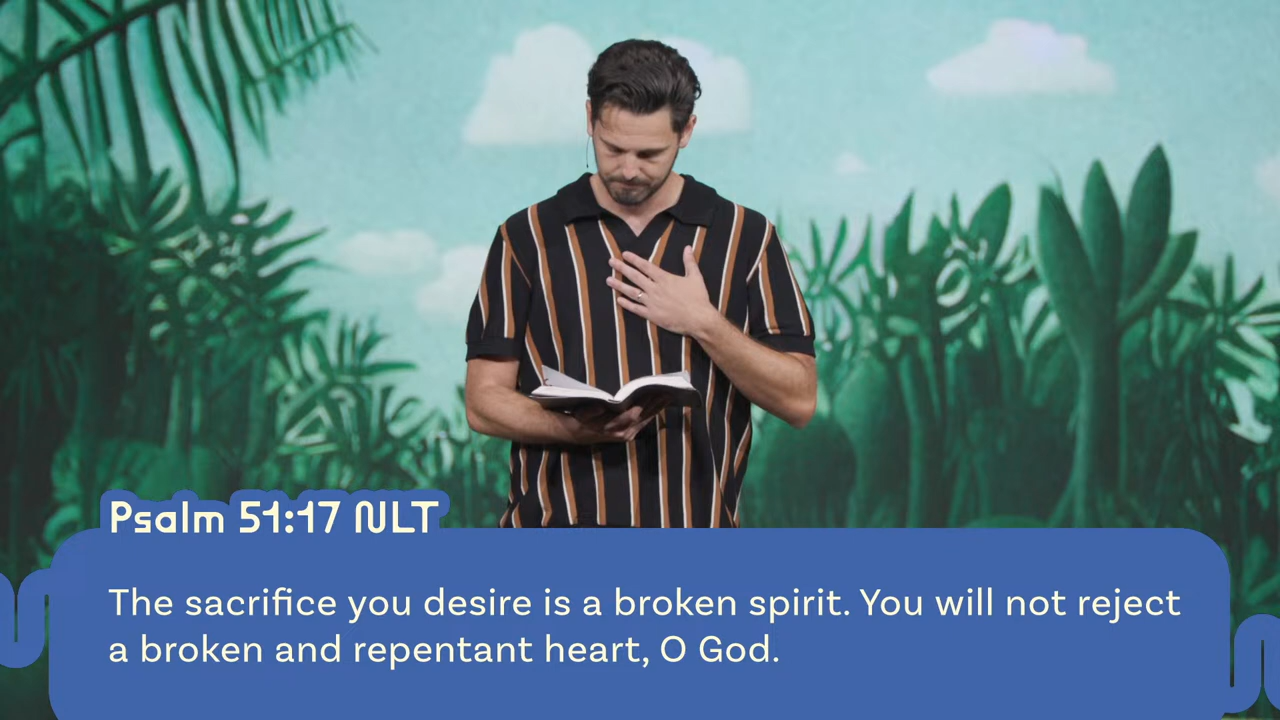 Psalm 51:17 NLT
The sacrifice you desire is a broken spirit. You will not reject
a broken and repentant heart, O God.